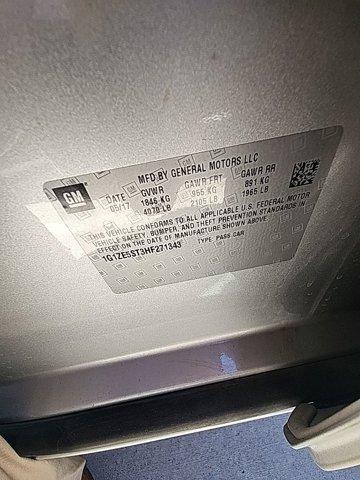 GM
MFD BY GENERAL MOTORS LLC
DATE GVWR GAWR FRT GAWR RR
05/17 1846 KG 955 KG 891 KG
4070 LB 2105 LB 1965 LB
THIS VEHICLE CONFORMS TO ALL APPLICABLE U.S. FEDERAL MOTOR
VEHICLE SAFETY, BUMPER, AND THEFT PREVENTION STANDARDS IN
EFFECT ON THE DATE OF MANUFACTURE SHOWN ABOVE.
1G1ZE5ST3HF271343 TYPE: PASS CAR